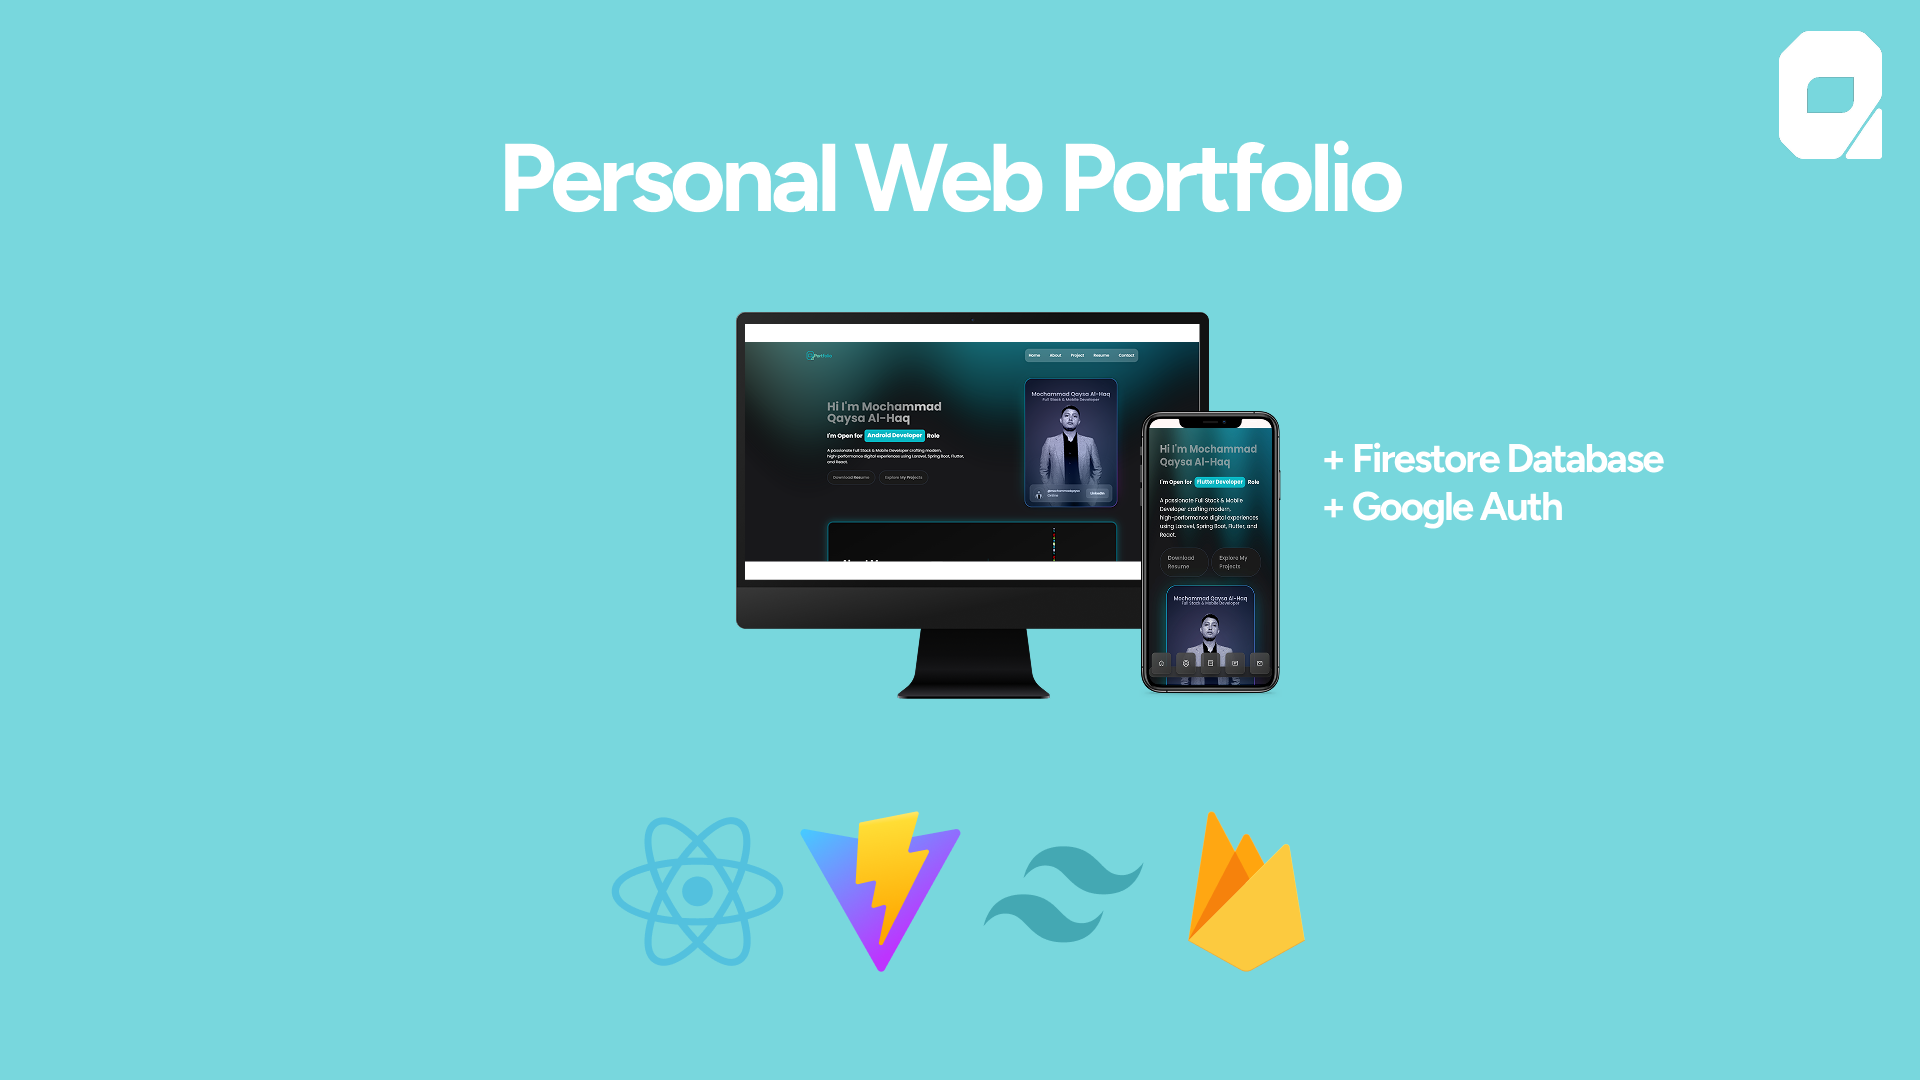 Personal Web Portfolio
Portfolio
Home About Project Resume Contact
Hi I'm Mochammad
Qaysa Al-Haq
I'm Open for Android Developer Role
A passionate Full Stack & Mobile Developer crafting modern,
high-performance digital experiences using Laravel, Spring Boot, Flutter,
and React.
Download Resume Explore My Projects
Mochammad Qaysa Al-Haq
Full Stack & Mobile Developer
Online
LinkedIn
Hi I'm Mochammad
Qaysa Al-Haq
I'm Open for Flutter Developer Role
A passionate Full Stack & Mobile
Developer crafting modern,
high-performance digital experiences
using Laravel, Spring Boot, Flutter, and
React.
Download
Resume
Explore My
Projects
Mochammad Qaysa Al-Haq
Full Stack & Mobile Developer
+ Firestore Database
+ Google Auth